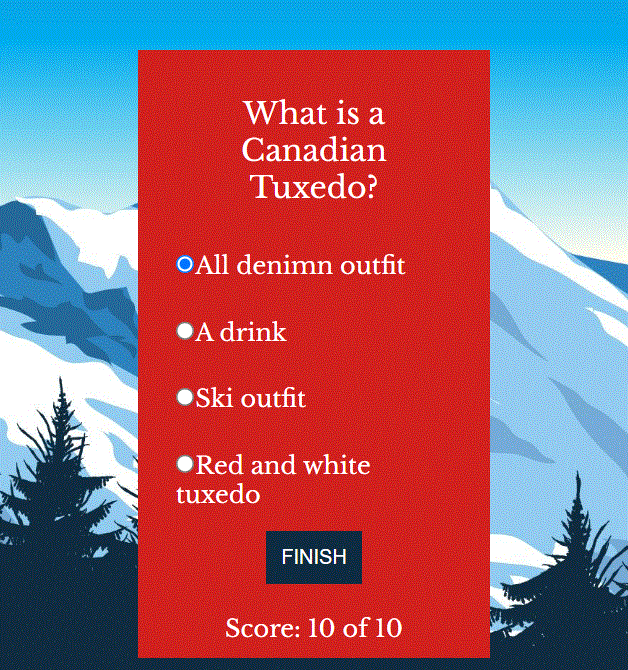 What is a
Canadian
Tuxedo?
All denimn outfit
A drink
Ski outfit
Red and white
tuxedo
FINISH
Score: 10 of 10